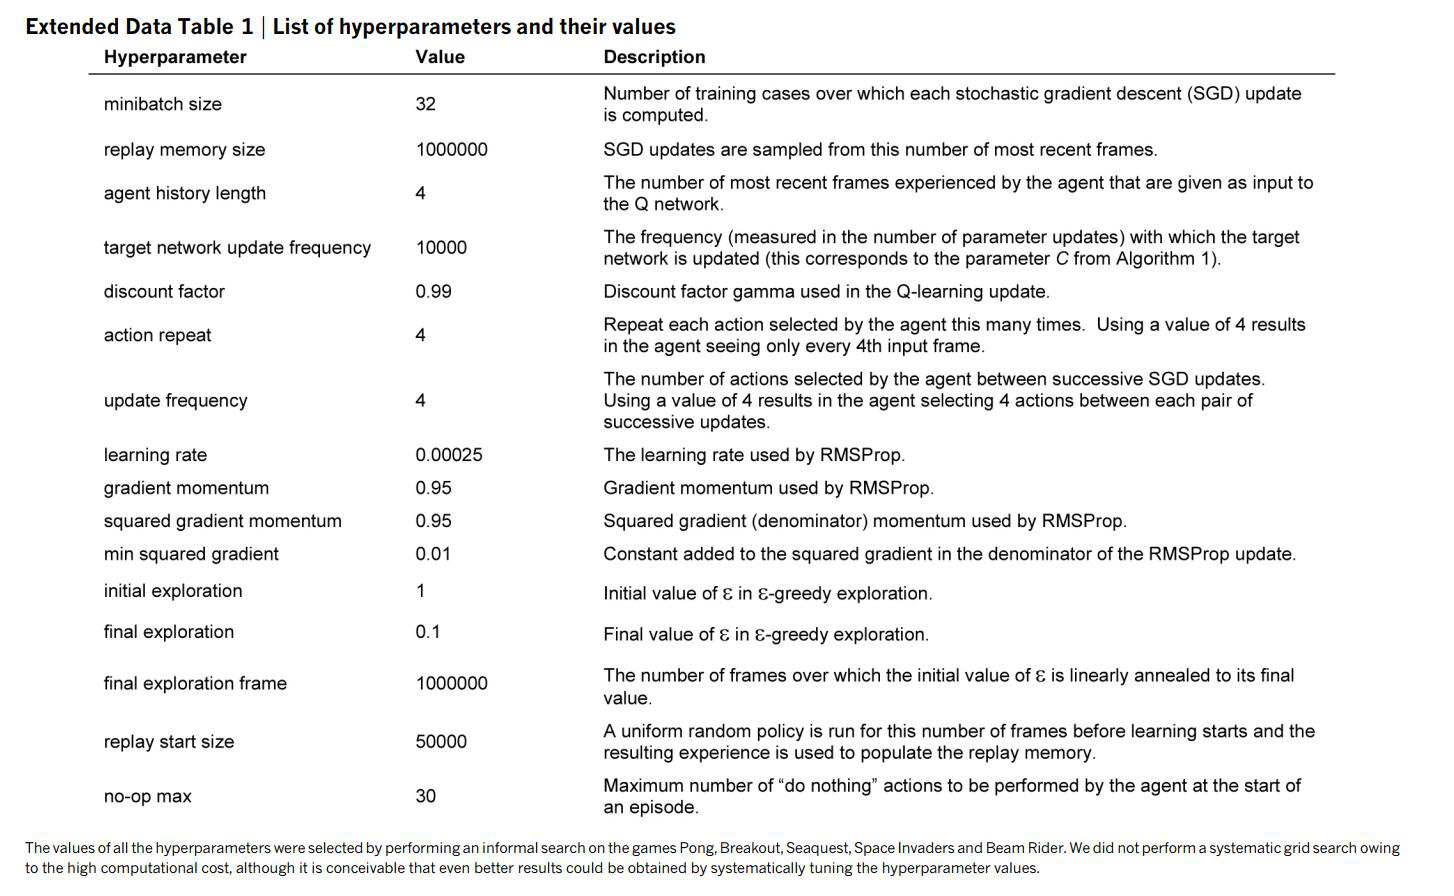 Extended Data Table 1 | List of hyperparameters and their values
Hyperparameter Value Description
minibatch size 32 Number of training cases over which each stochastic gradient descent (SGD) update
is computed.
replay memory size 1000000 SGD updates are sampled from this number of most recent frames.
agent history length 4 The number of most recent frames experienced by the agent that are given as input to
the Q network.
target network update frequency 10000 The frequency (measured in the number of parameter updates) with which the target
network is updated (this corresponds to the parameter C from Algorithm 1).
discount factor 0.99 Discount factor gamma used in the Q-learning update.
action repeat 4 Repeat each action selected by the agent this many times. Using a value of 4 results
in the agent seeing only every 4th input frame.
update frequency 4 The number of actions selected by the agent between successive SGD updates.
Using a value of 4 results in the agent selecting 4 actions between each pair of
successive updates.
learning rate 0.00025 The learning rate used by RMSProp.
gradient momentum 0.95 Gradient momentum used by RMSProp.
squared gradient momentum 0.95 Squared gradient (denominator) momentum used by RMSProp.
min squared gradient 0.01 Constant added to the squared gradient in the denominator of the RMSProp update.
initial exploration 1 Initial value of ε in ε-greedy exploration.
final exploration 0.1 Final value of ε in ε-greedy exploration.
final exploration frame 1000000 The number of frames over which the initial value of ε is linearly annealed to its final
value.
replay start size 50000 A uniform random policy is run for this number of frames before learning starts and the
resulting experience is used to populate the replay memory.
no-op max 30 Maximum number of “do nothing” actions to be performed by the agent at the start of
an episode.
The values of all the hyperparameters were selected by performing an informal search on the games Pong, Breakout, Seaquest, Space Invaders and Beam Rider. We did not perform a systematic grid search owing
to the high computational cost, although it is conceivable that even better results could be obtained by systematically tuning the hyperparameter values.